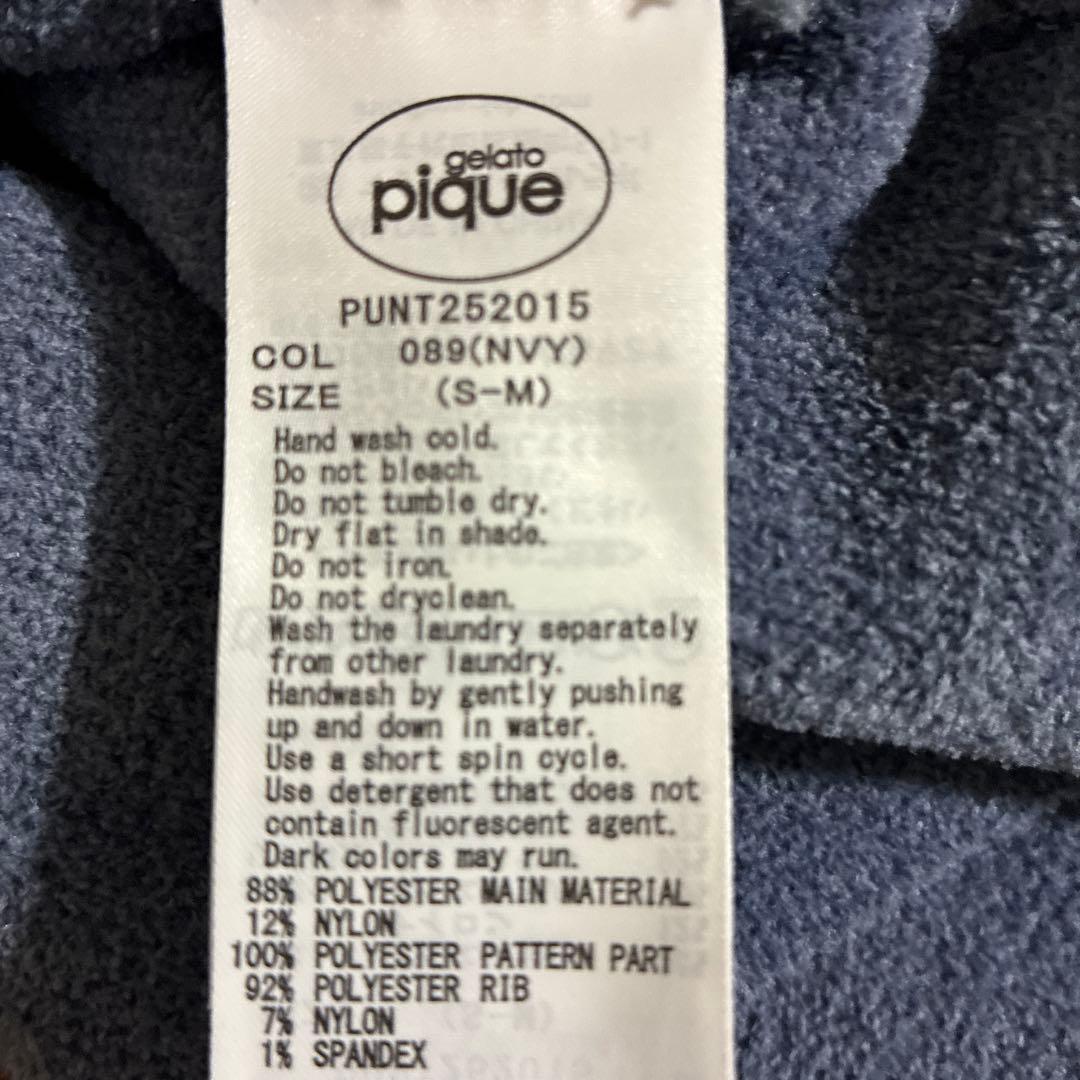 gelato
pique
PUNT252015
COL 089(NVY)
SIZE (S-M)
Hand wash cold.
Do not bleach.
Do not tumble dry.
Dry flat in shade.
Do not iron.
Do not dryclean.
Wash the laundry separately
from other laundry.
Handwash by gently pushing
up and down in water.
Use a short spin cycle.
Use detergent that does not
contain fluorescent agent.
Dark colors may run.
88% POLYESTER MAIN MATERIAL
12% NYLON
100% POLYESTER PATTERN PART
92% POLYESTER RIB
7% NYLON
1% SPANDEX